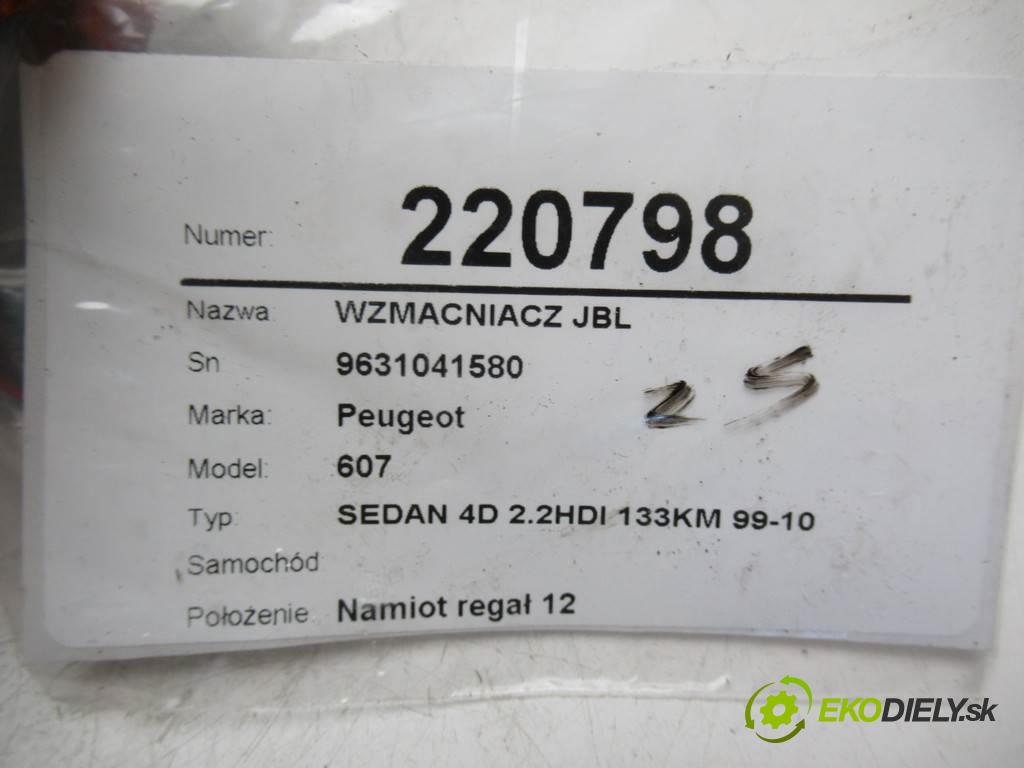 Numer: 220798
Nazwa: WZMACNIACZ JBL
Sn 9631041580
Marka: Peugeot
25
Model: 607
Typ: SEDAN 4D 2.2HDI 133KM 99-10
Samochód
Położenie: Namiot regał 12
EKODIELY.sk